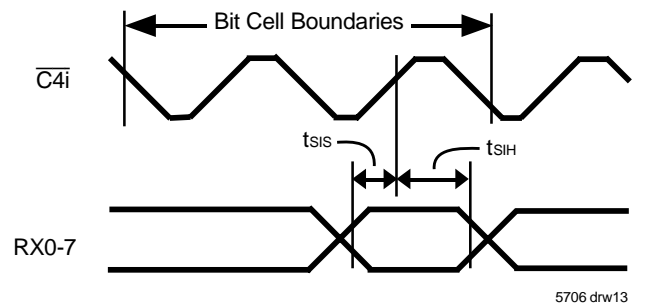 Bit Cell Boundaries
C4i
tSIS
tSIH
RX0-7
5706 drw13